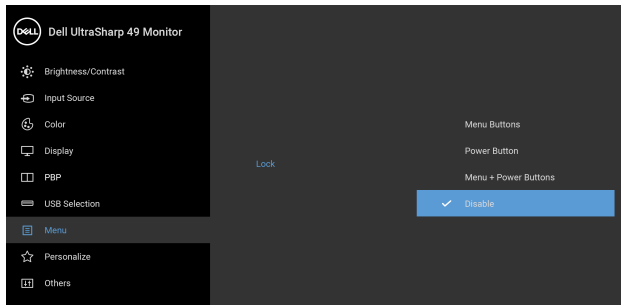 DELL Dell UltraSharp 49 Monitor
Brightness/Contrast
Input Source
Color
Display
PBP
USB Selection
Menu
Personalize
Others
Lock
Menu Buttons
Power Button
Menu + Power Buttons
Disable